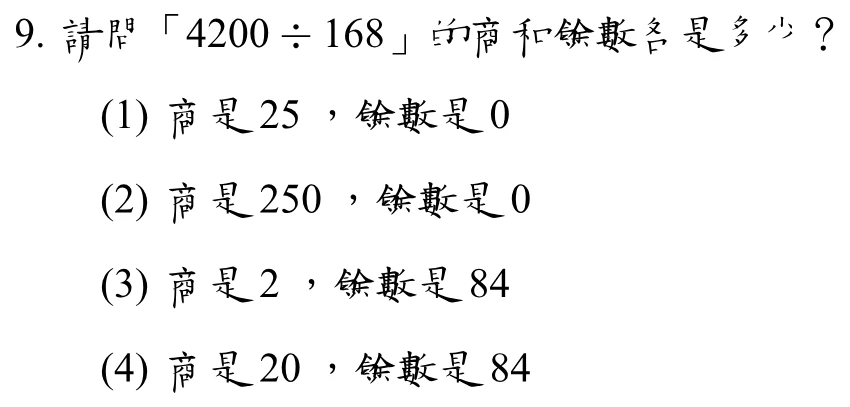 9. 請問「4200 ÷ 168」的商和餘數各是多少？
(1) 商是 25 ，餘數是 0
(2) 商是 250 ，餘數是 0
(3) 商是 2 ，餘數是 84
(4) 商是 20 ，餘數是 84